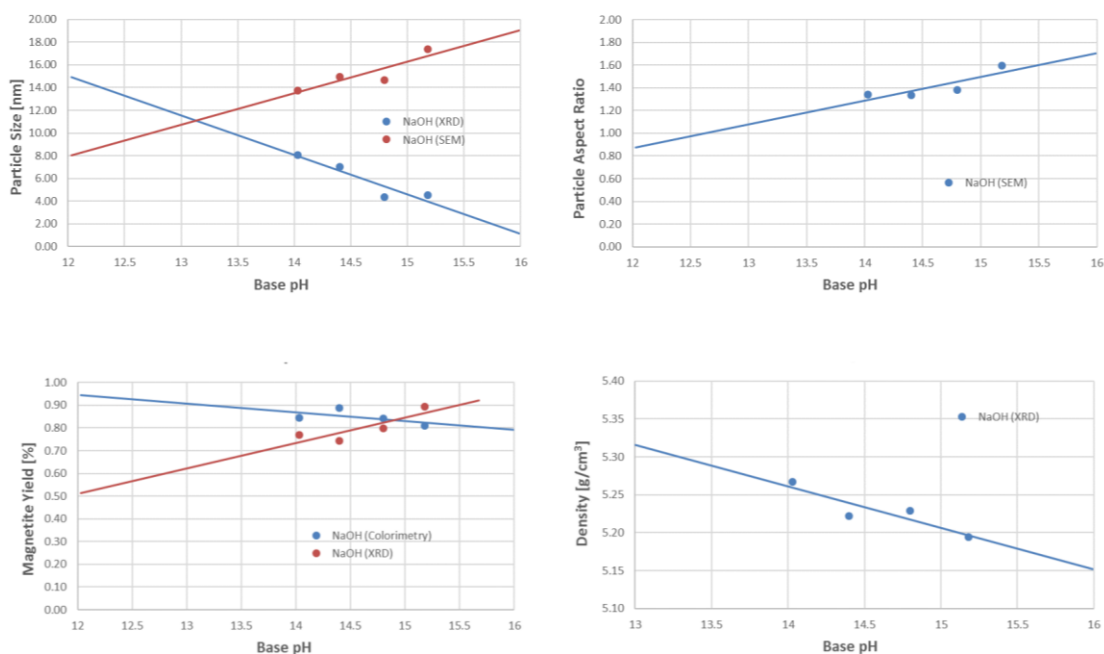 20.00
18.00
16.00
14.00
12.00
10.00
8.00
6.00
4.00
2.00
0.00
Particle Size [nm]
NaOH (XRD)
NaOH (SEM)
12 12.5 13 13.5 14 14.5 15 15.5 16
Base pH
2.00
1.80
1.60
1.40
1.20
1.00
0.80
0.60
0.40
0.20
0.00
Particle Aspect Ratio
NaOH (SEM)
12 12.5 13 13.5 14 14.5 15 15.5 16
Base pH
1.00
0.90
0.80
0.70
0.60
0.50
0.40
0.30
0.20
0.10
0.00
Magnetite Yield [%]
NaOH (Colorimetry)
NaOH (XRD)
12 12.5 13 13.5 14 14.5 15 15.5 16
Base pH
5.40
5.35
5.30
5.25
5.20
5.15
5.10
Density [g/cm³]
NaOH (XRD)
13 13.5 14 14.5 15 15.5 16
Base pH